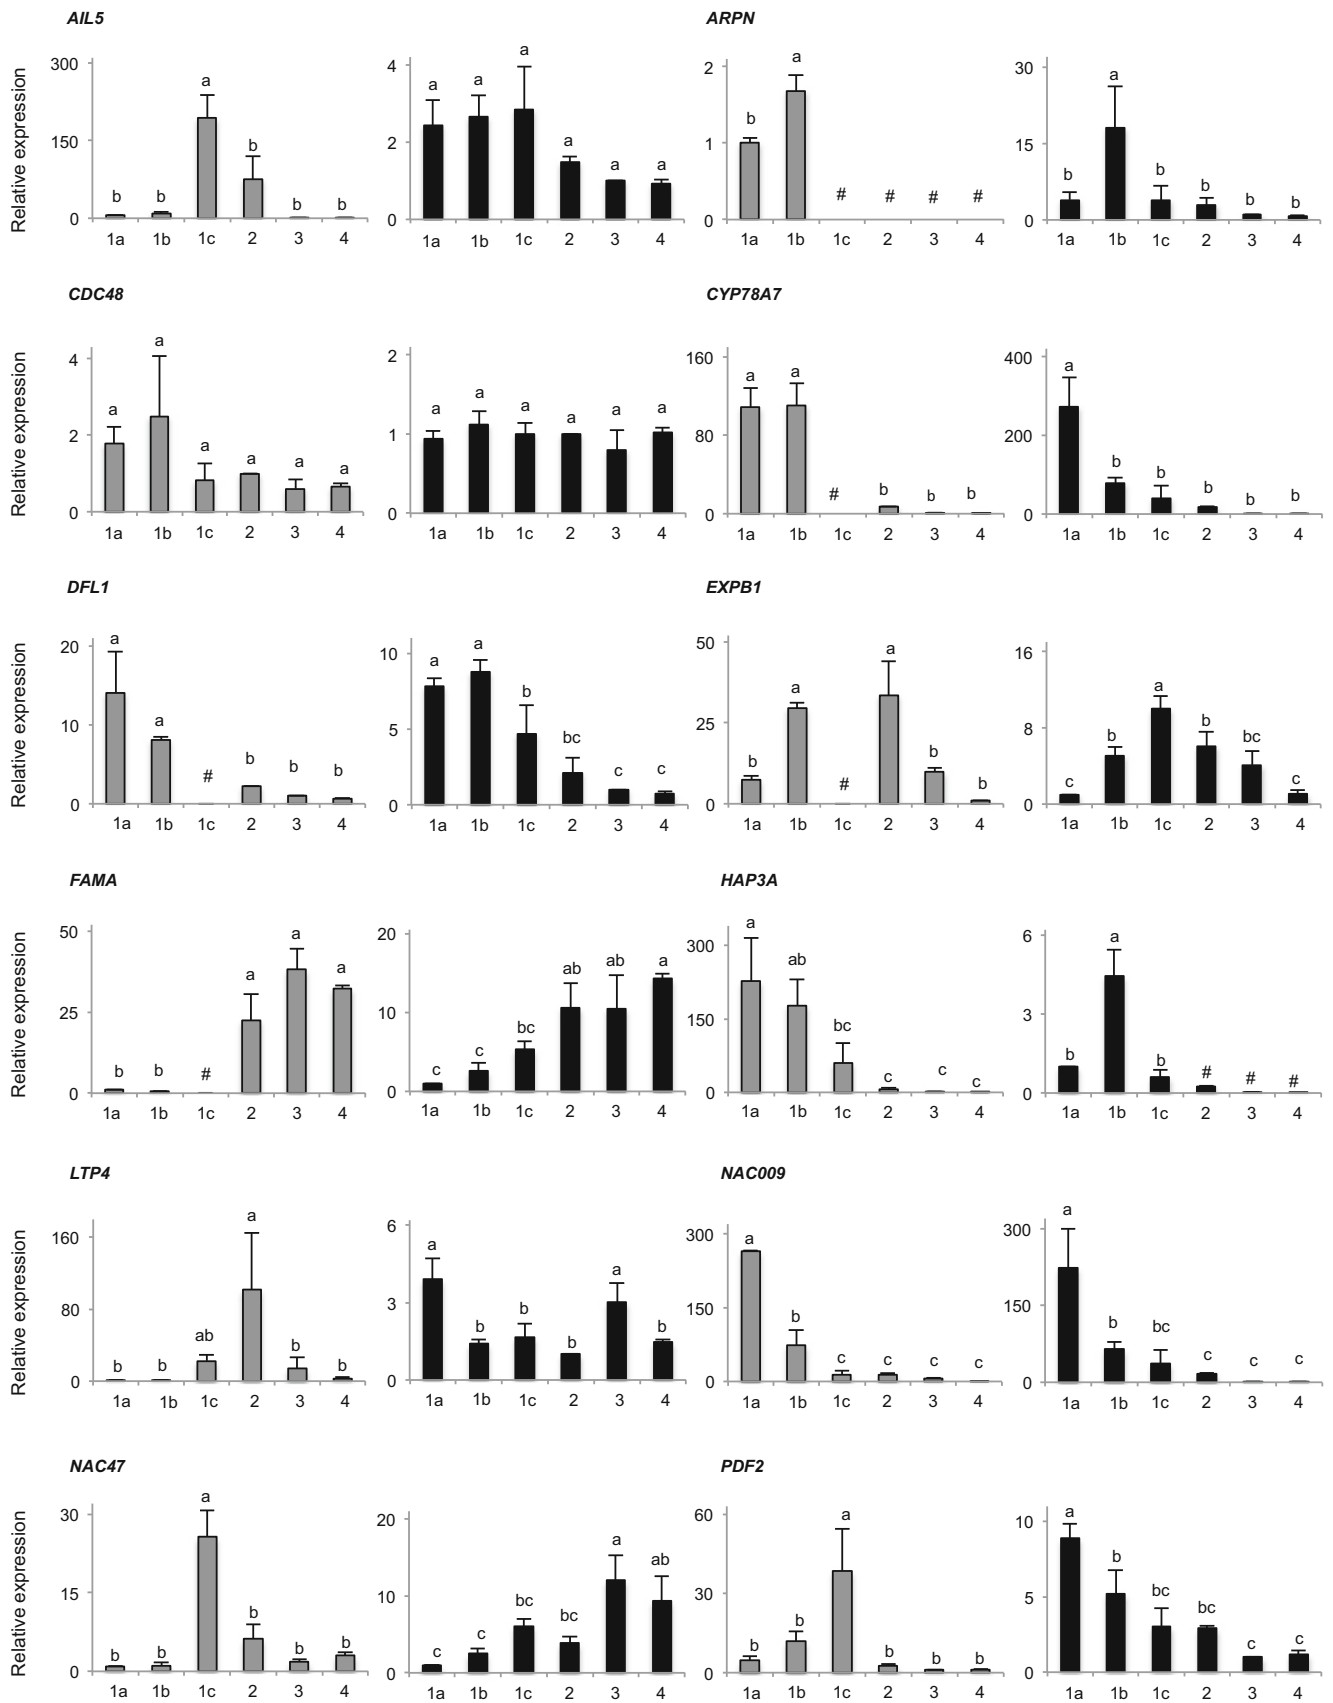 AIL5
ARPN
Relative expression
300
150
0
a
b
b
b
b
b
1a 1b 1c 2 3 4
4
2
0
a a a a a a
1a 1b 1c 2 3 4
2
1
0
b a # # # #
1a 1b 1c 2 3 4
30
15
0
b a b b b b
1a 1b 1c 2 3 4
CDC48
CYP78A7
Relative expression
4
2
0
a a a a a a
1a 1b 1c 2 3 4
2
1
0
a a a a a a
1a 1b 1c 2 3 4
160
80
0
a a # b b b
1a 1b 1c 2 3 4
400
200
0
a b b b b b
1a 1b 1c 2 3 4
DFL1
EXPB1
Relative expression
20
10
0
a a # b b b
1a 1b 1c 2 3 4
10
5
0
a a b bc c c
1a 1b 1c 2 3 4
50
25
0
b a # a b b
1a 1b 1c 2 3 4
16
8
0
c b a b bc c
1a 1b 1c 2 3 4
FAMA
HAP3A
Relative expression
50
25
0
b b # a a a
1a 1b 1c 2 3 4
20
10
0
c c bc ab ab a
1a 1b 1c 2 3 4
300
150
0
a ab bc c c c
1a 1b 1c 2 3 4
6
3
0
b a b # # #
1a 1b 1c 2 3 4
LTP4
NAC009
Relative expression
160
80
0
b b ab a b b
1a 1b 1c 2 3 4
6
3
0
a b b b a b
1a 1b 1c 2 3 4
300
150
0
a b c c c c
1a 1b 1c 2 3 4
300
150
0
a b bc c c c
1a 1b 1c 2 3 4
NAC47
PDF2
Relative expression
30
15
0
b b a b b b
1a 1b 1c 2 3 4
20
10
0
c c bc bc a ab
1a 1b 1c 2 3 4
60
30
0
b b a b b b
1a 1b 1c 2 3 4
10
5
0
a b bc bc c c
1a 1b 1c 2 3 4